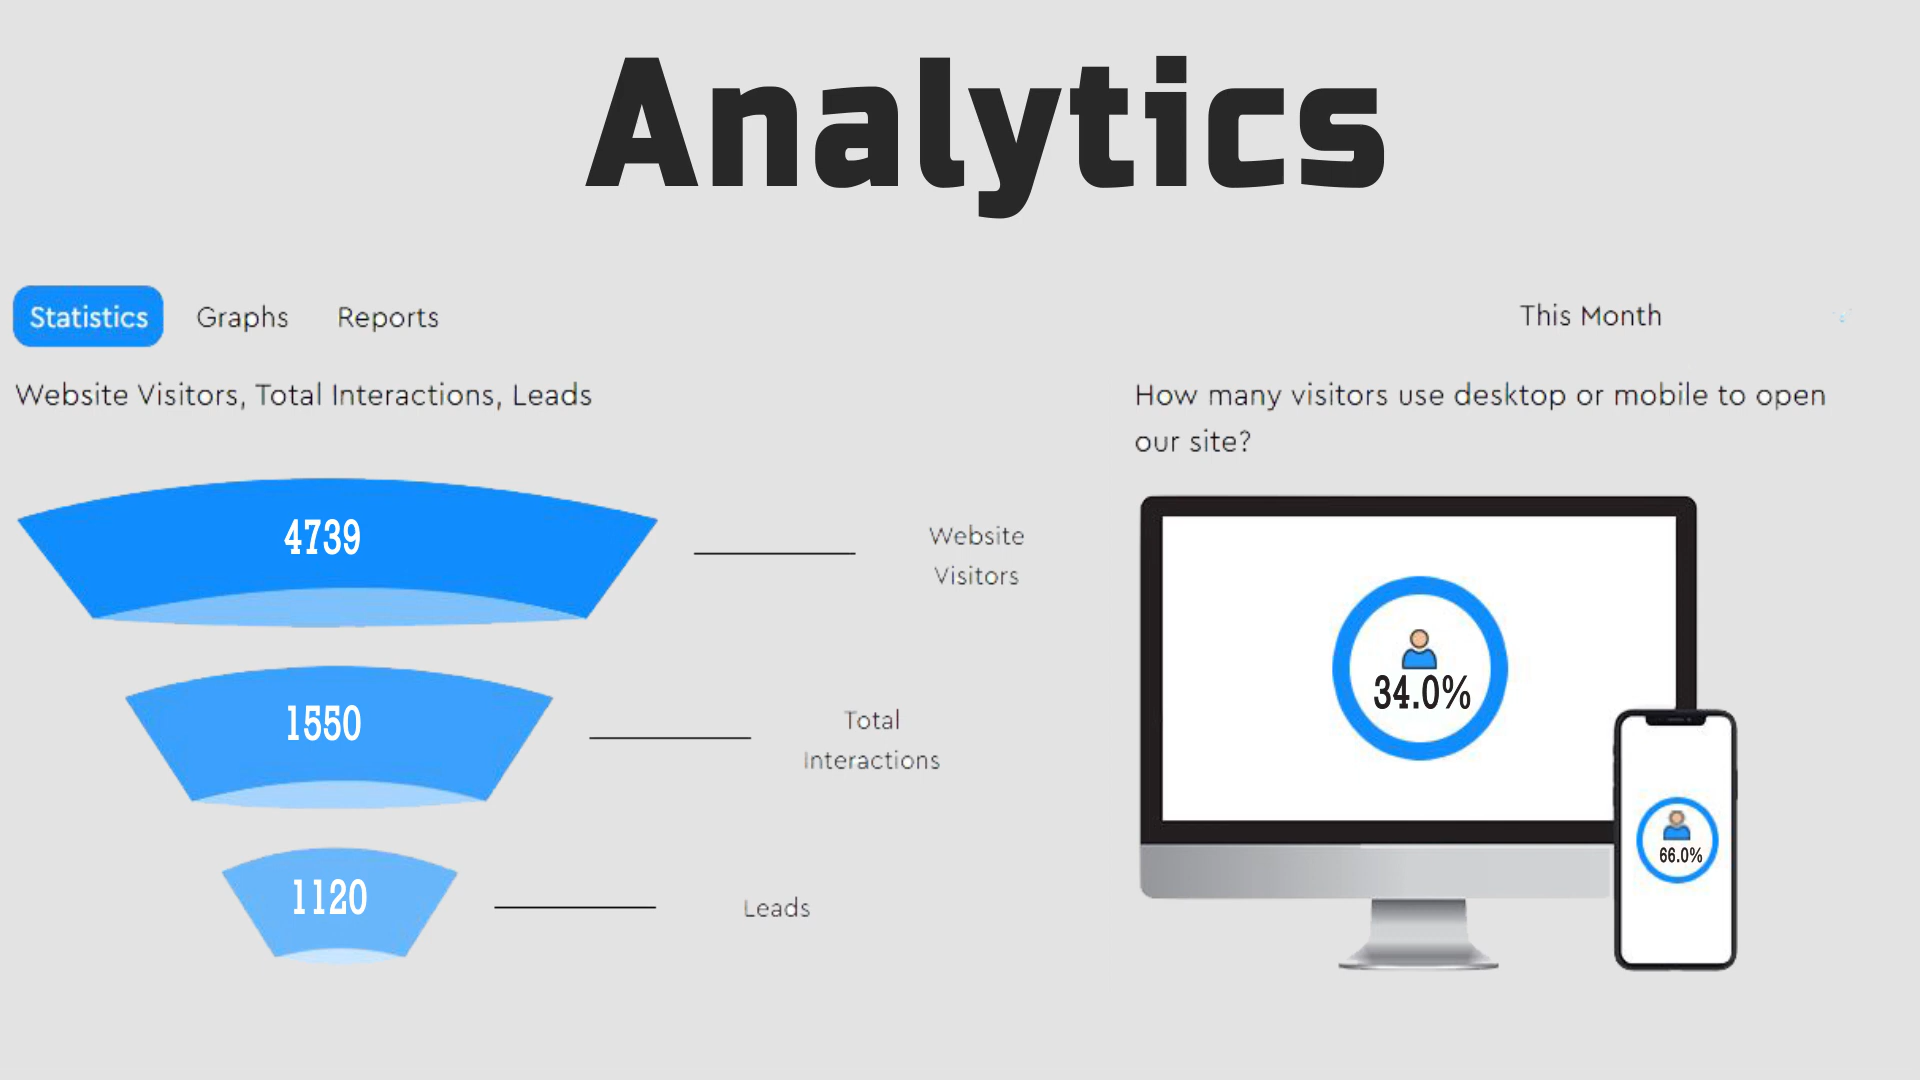 Analytics
Statistics
Graphs
Reports
This Month
Website Visitors, Total Interactions, Leads
4739
Website
Visitors
1550
Total
Interactions
1120
Leads
How many visitors use desktop or mobile to open
our site?
34.0%
66.0%